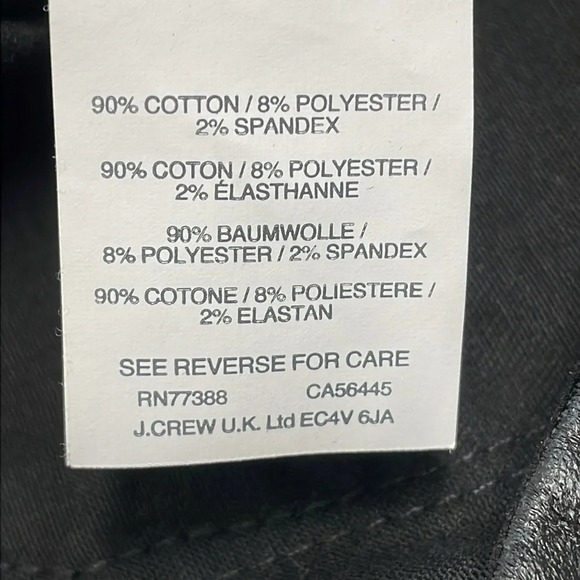 90% COTTON / 8% POLYESTER /
2% SPANDEX
90% COTON / 8% POLYESTER /
2% ÉLASTHANNE
90% BAUMWOLLE /
8% POLYESTER / 2% SPANDEX
90% COTONE / 8% POLIESTERE /
2% ELASTAN
SEE REVERSE FOR CARE
RN77388 CA56445
J.CREW U.K. Ltd EC4V 6JA